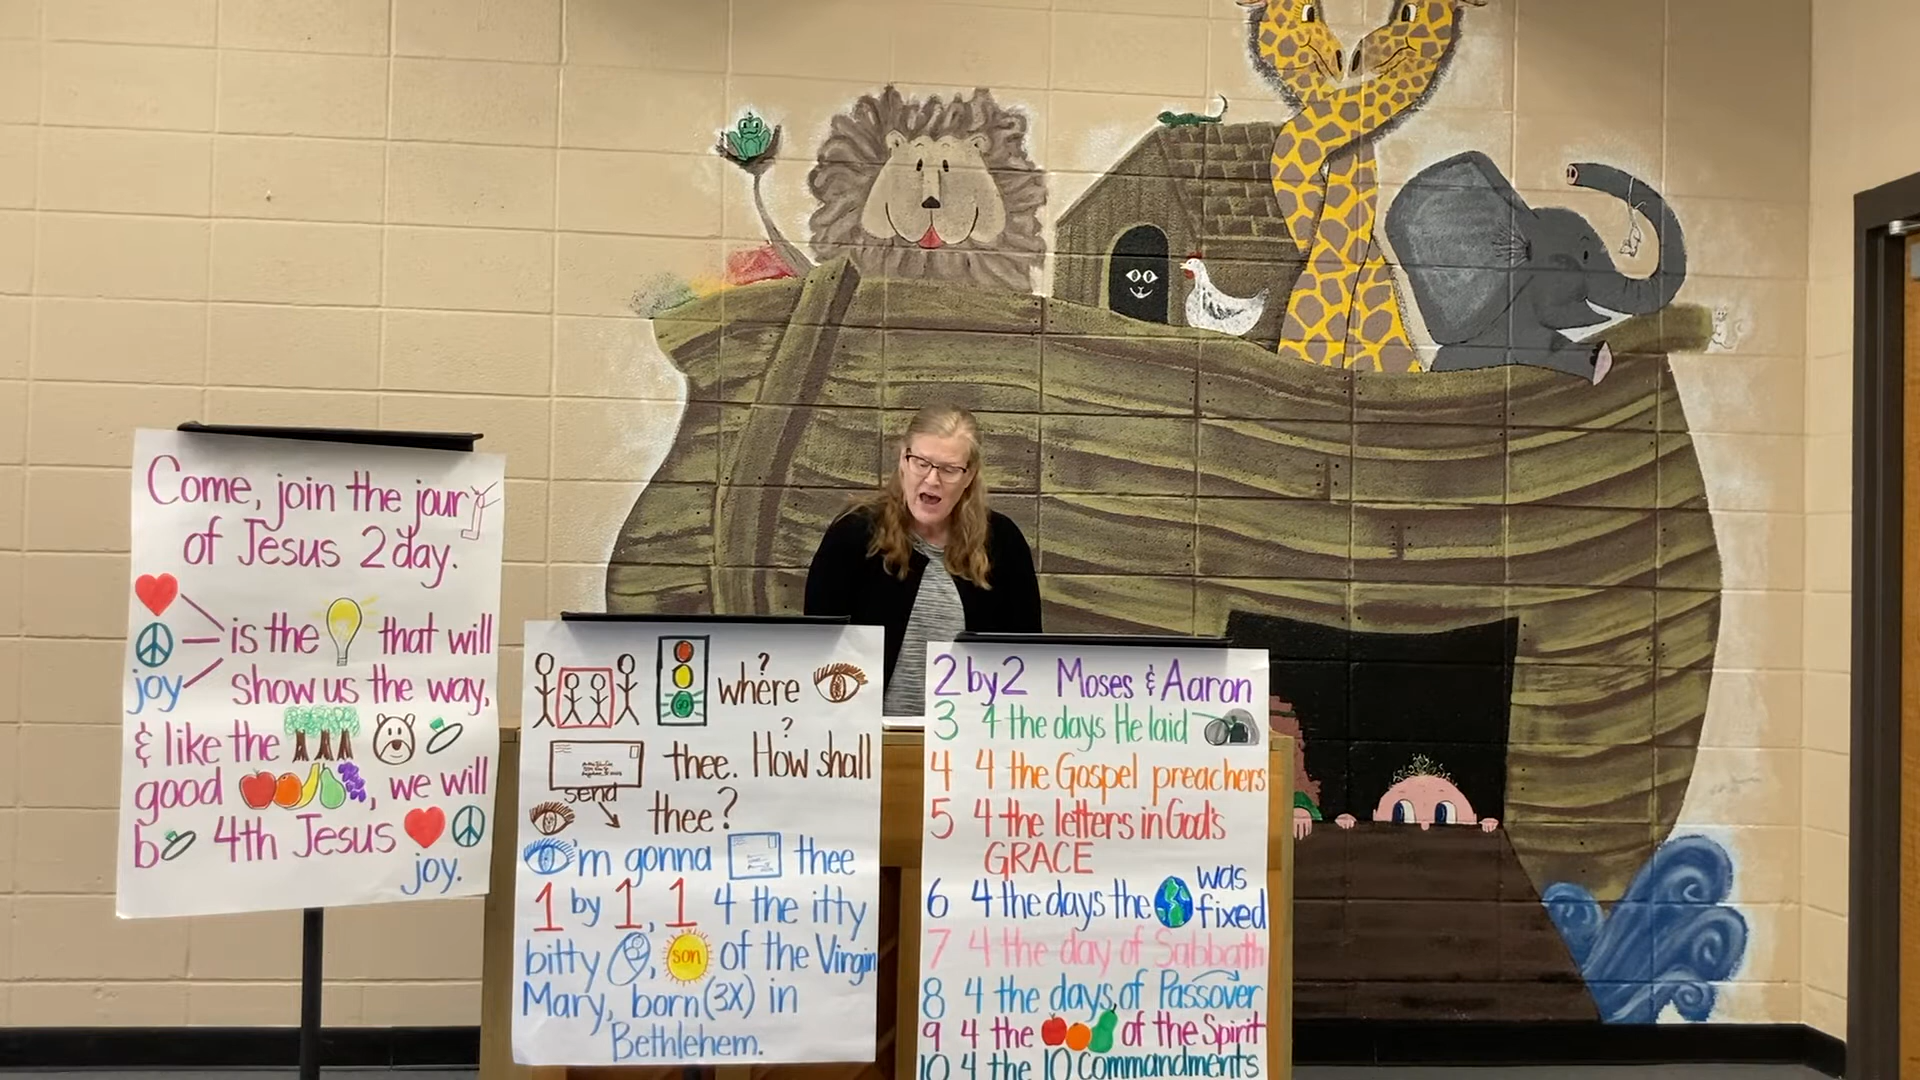 Come, join the jour
of Jesus 2day.
is the that will
joy show us the way,
& like the
good , we will
b 4th Jesus
joy.
where
?
thee. How shall
?
send
thee?
'm gonna thee
1 by 1, 1 4 the itty
bitty , son of the Virgin
Mary, born (3X) in
Bethlehem.
GO
2 by 2 Moses & Aaron
3 4 the days He laid
4 4 the Gospel preachers
5 4 the letters in God's
GRACE
6 4 the days the was
fixed
7 4 the day of Sabbath
8 4 the days of Passover
9 4 the of the Spirit
10 4 the 10 Commandments